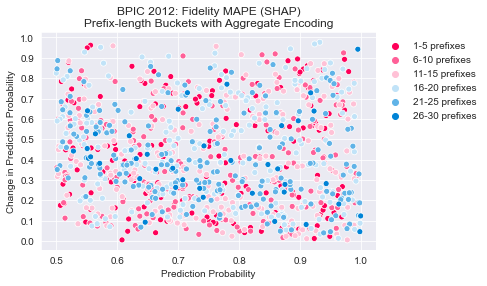 BPIC 2012: Fidelity MAPE (SHAP)
Prefix-length Buckets with Aggregate Encoding
Change in Prediction Probability
1.0
0.9
0.8
0.7
0.6
0.5
0.4
0.3
0.2
0.1
0.0
0.5
0.6
0.7
0.8
0.9
1.0
Prediction Probability
1-5 prefixes
6-10 prefixes
11-15 prefixes
16-20 prefixes
21-25 prefixes
26-30 prefixes